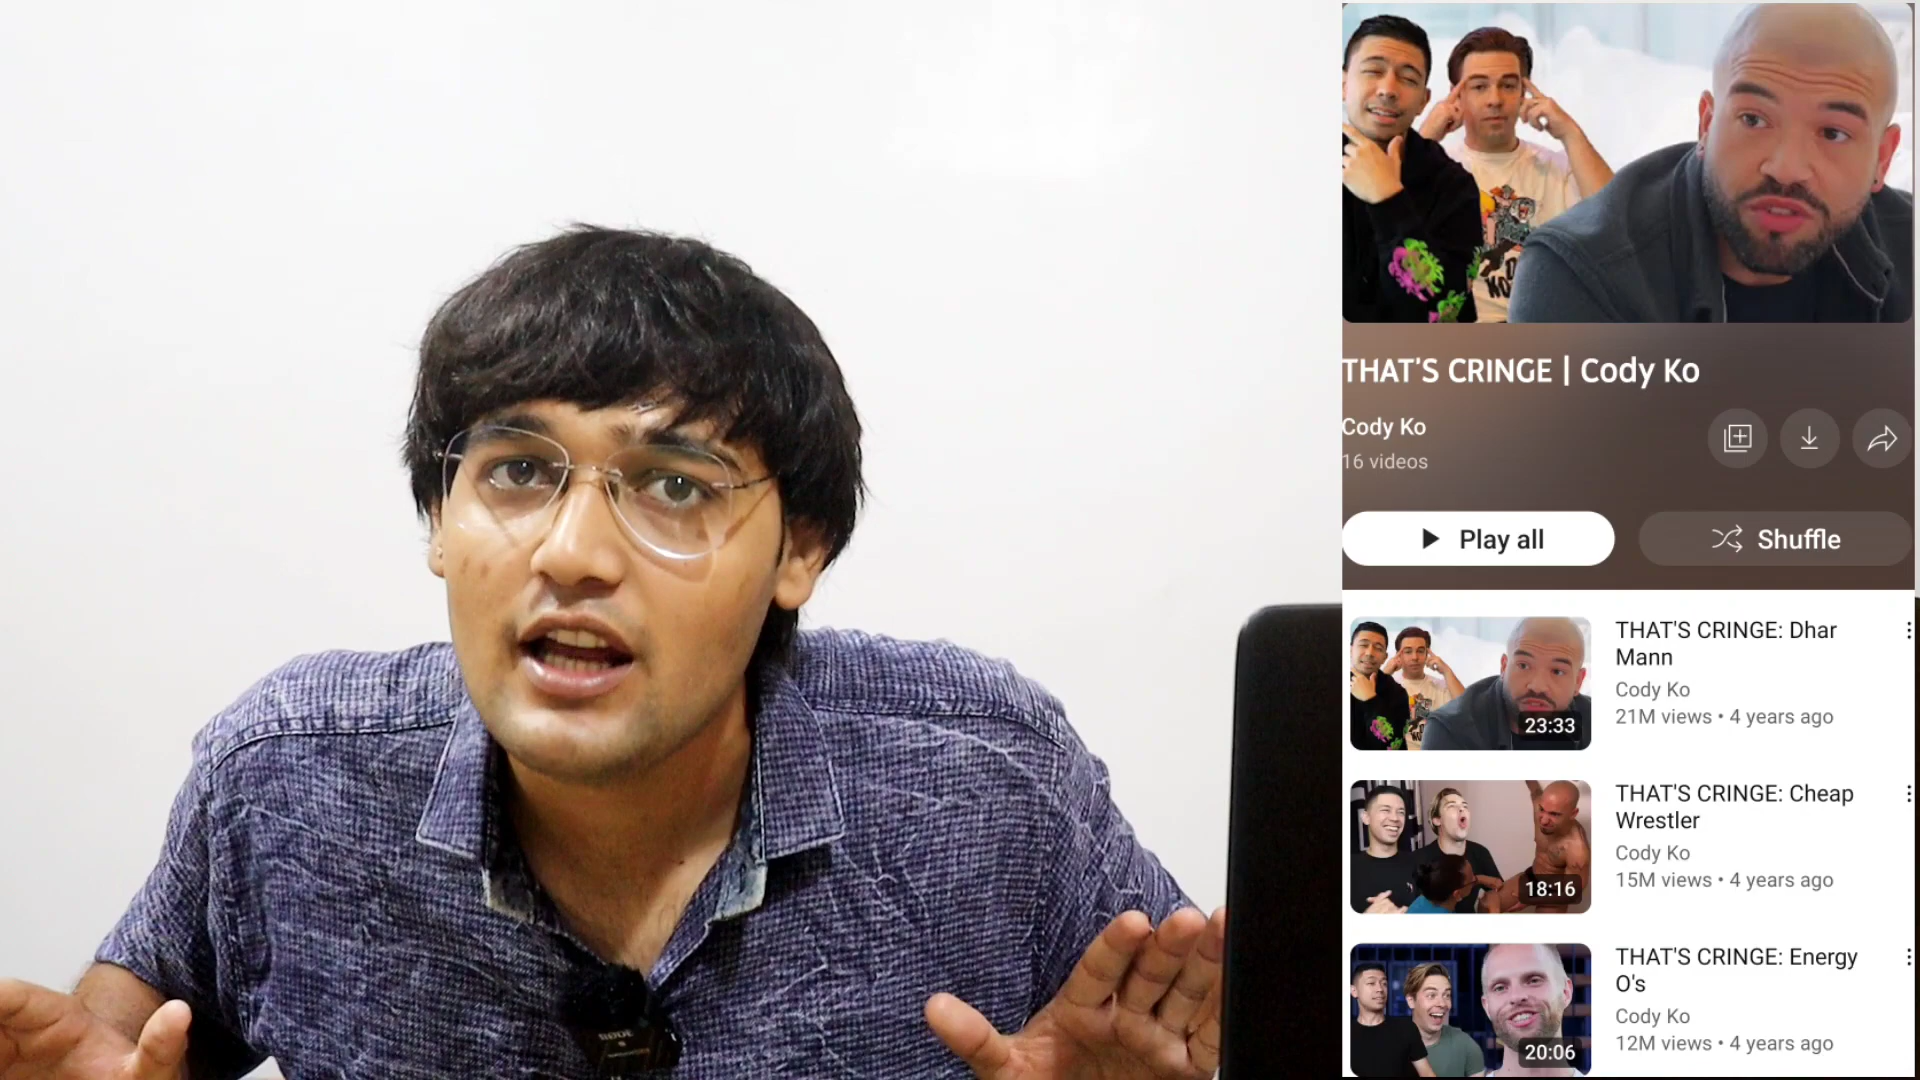 THAT'S CRINGE | Cody Ko
Cody Ko
16 videos
Play all
Shuffle
THAT'S CRINGE: Dhar
Mann
Cody Ko
21M views • 4 years ago
23:33
THAT'S CRINGE: Cheap
Wrestler
Cody Ko
15M views • 4 years ago
18:16
THAT'S CRINGE: Energy
O's
Cody Ko
12M views • 4 years ago
20:06
RODE